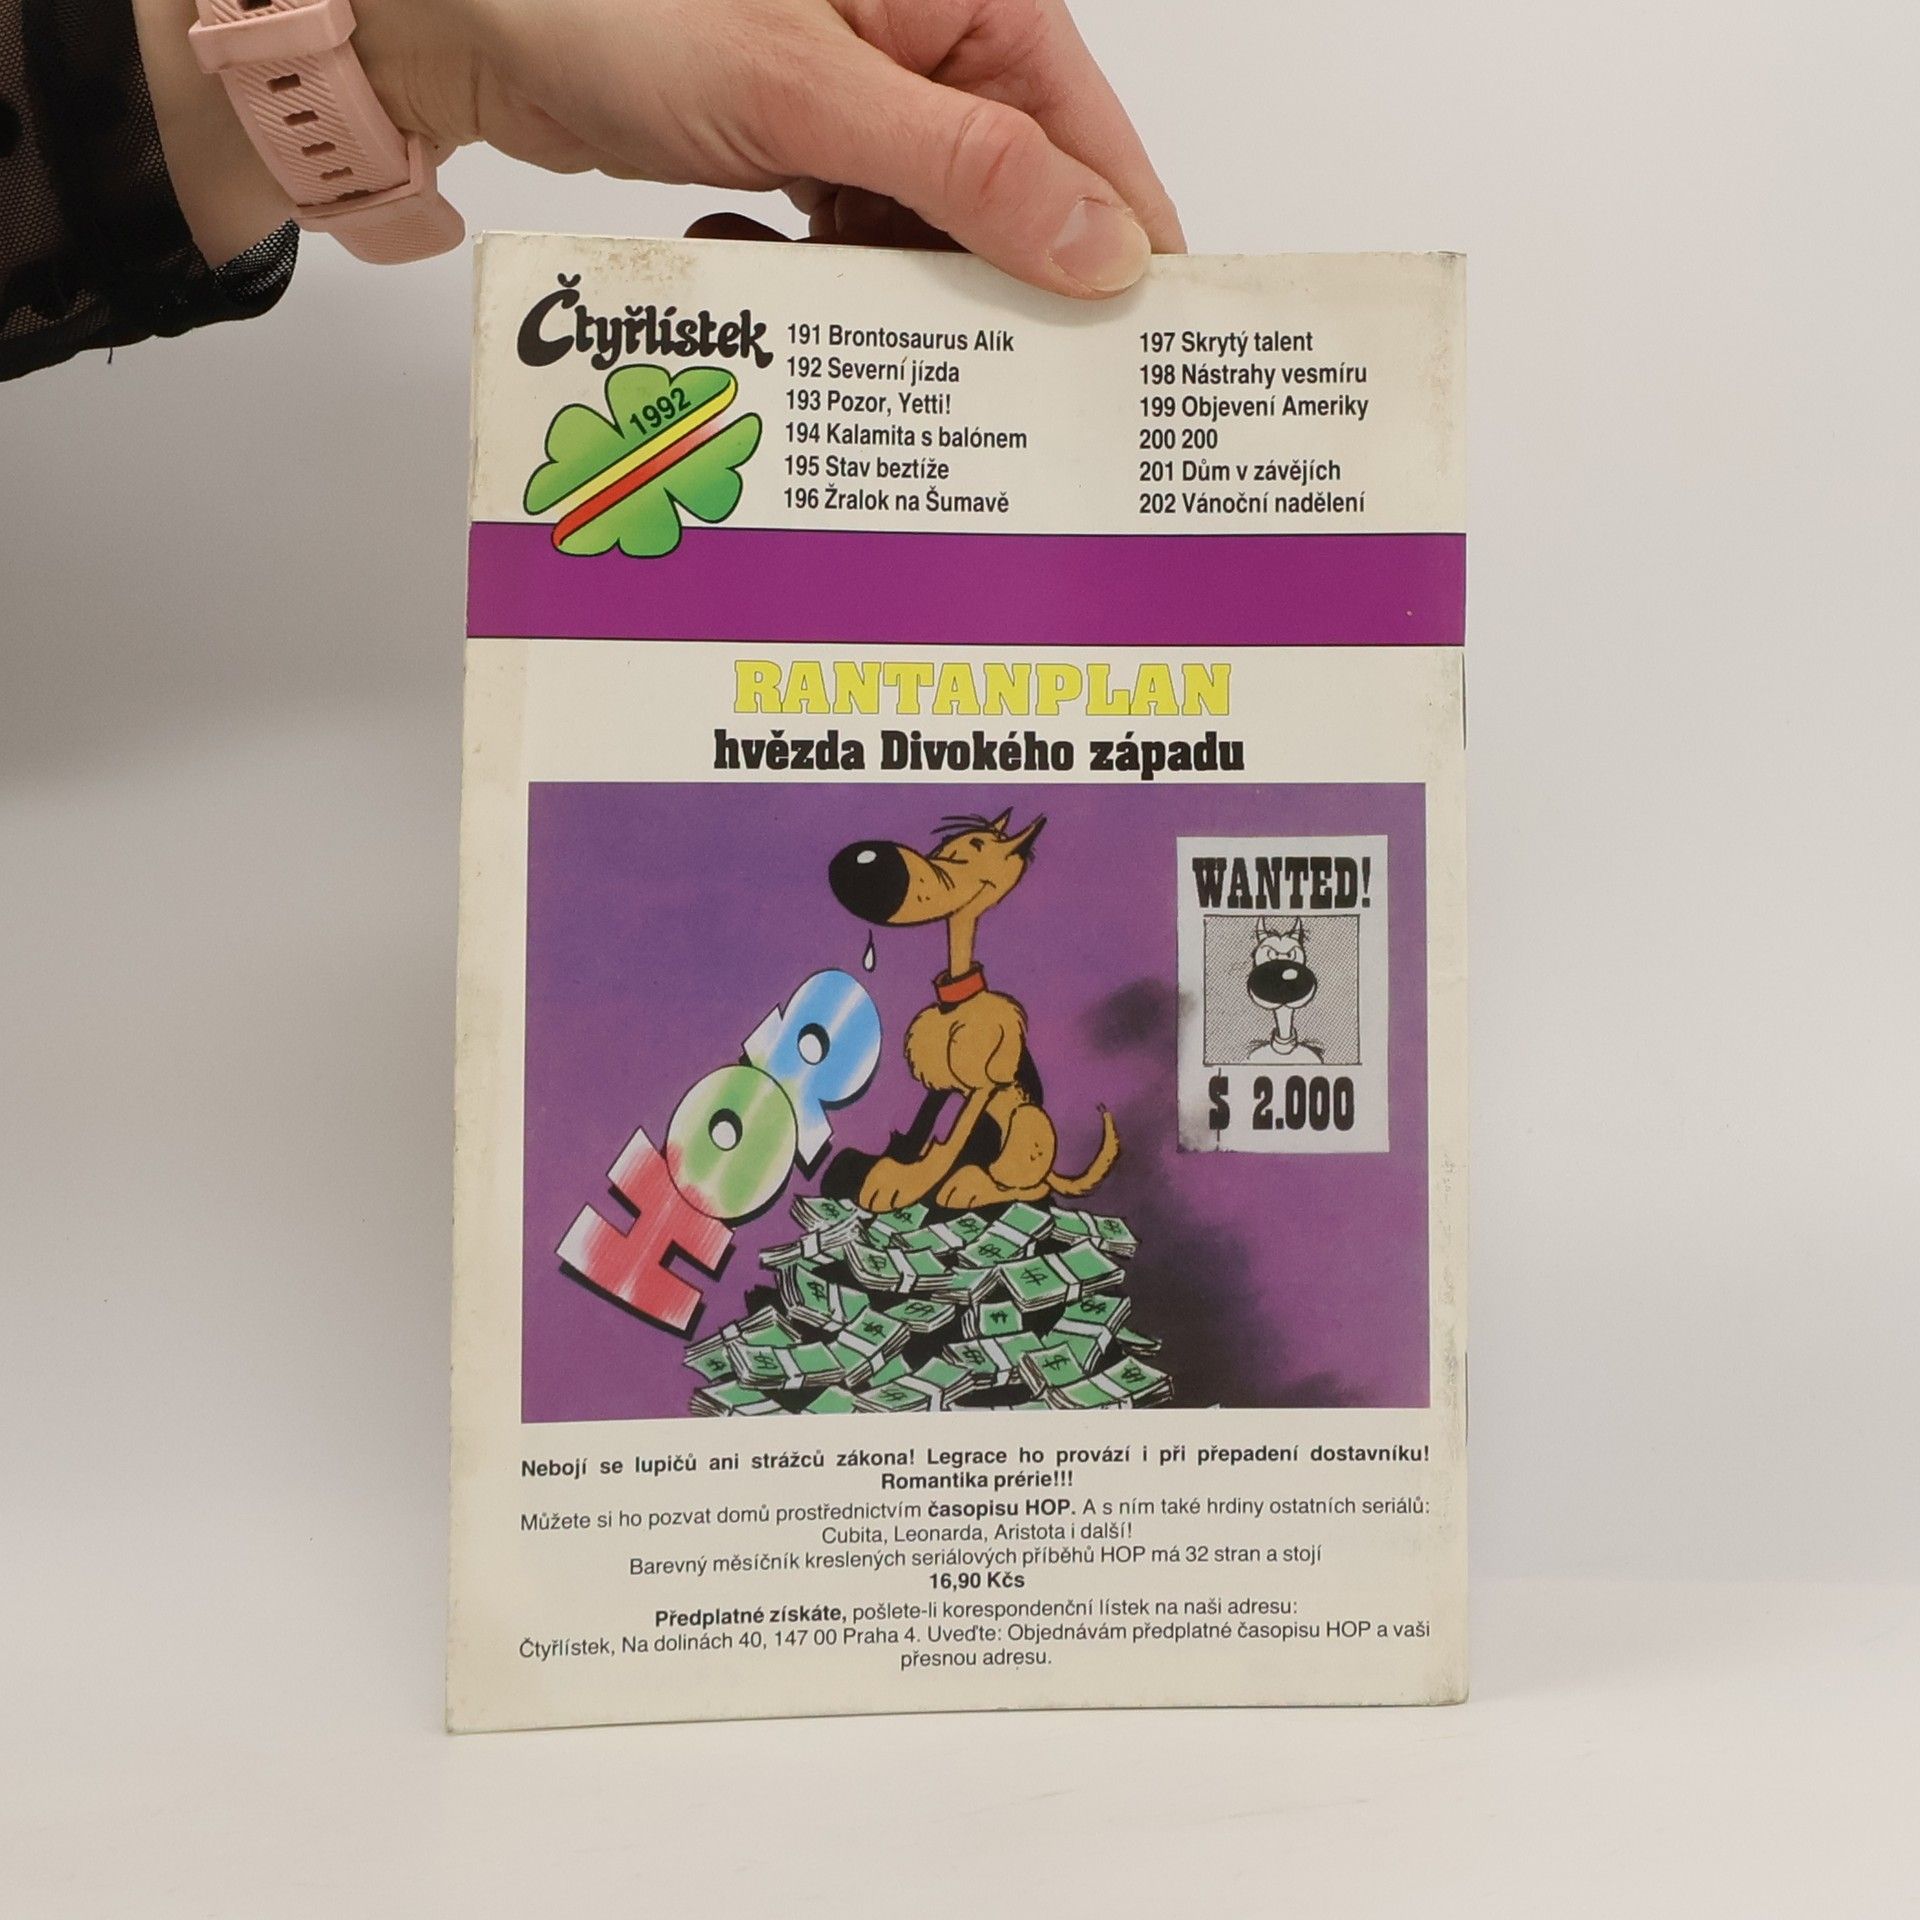 Čtyřlístek
1992
191 Brontosaurus Alík
192 Severní jízda
193 Pozor, Yetti!
194 Kalamita s balónem
195 Stav beztíže
196 Žralok na Šumavě
197 Skrytý talent
198 Nástrahy vesmíru
199 Objevení Ameriky
200 200
201 Dům v závějích
202 Vánoční nadělení
RANTANPLAN
hvězda Divokého západu
WANTED!
$ 2.000
HOP
Nebojí se lupičů ani strážců zákona! Legrace ho provází i při přepadení dostavníku!
Romantika prérie!!!
Můžete si ho pozvat domů prostřednictvím časopisu HOP. A s ním také hrdiny ostatních seriálů:
Cubita, Leonarda, Aristota i další!
Barevný měsíčník kreslených seriálových příběhů HOP má 32 stran a stojí
16,90 Kčs
Předplatné získáte, pošlete-li korespondenční lístek na naši adresu:
Čtyřlístek, Na dolinách 40, 147 00 Praha 4. Uveďte: Objednávám předplatné časopisu HOP a vaši
přesnou adresu.